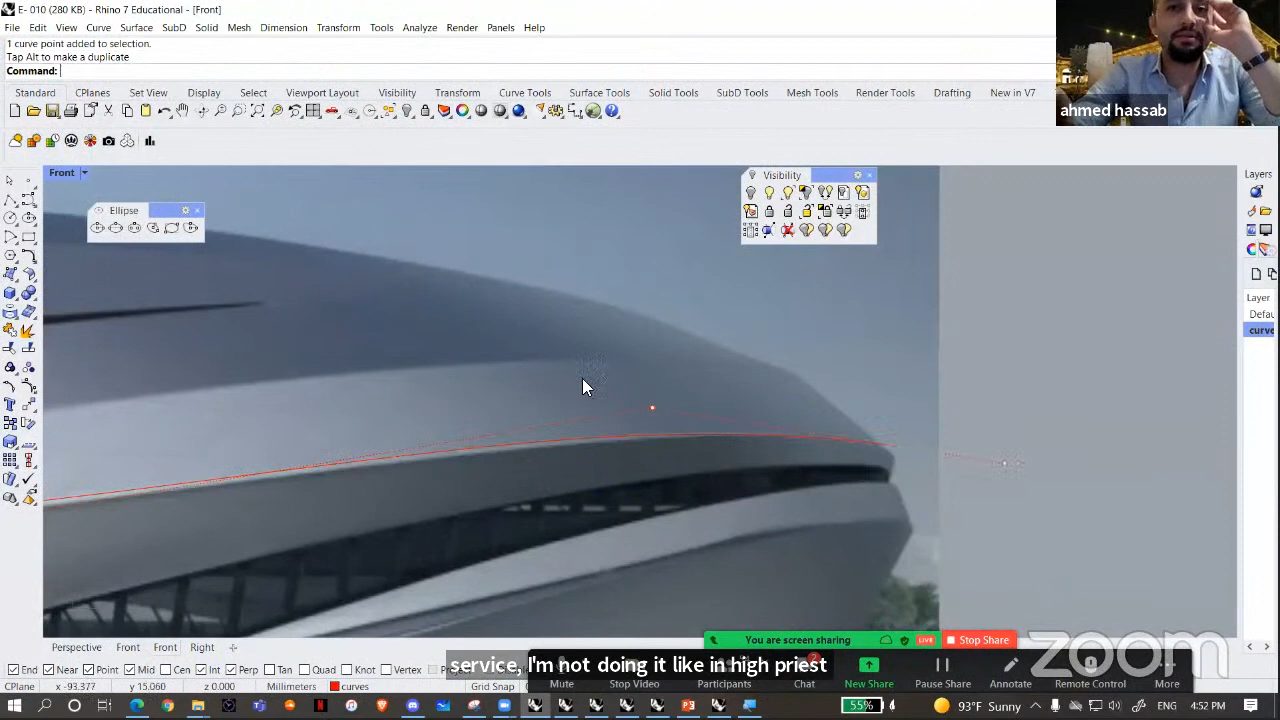 E- 010 (280 KB) - Rhino 7 Educational - [Front]
File Edit View Curve Surface SubD Solid Mesh Dimension Transform Tools Analyze Render Panels Help
1 curve point added to selection.
Tap Alt to make a duplicate
Command:
Standard CPlanes Set View Display Select Viewport Layout Visibility Transform Curve Tools Surface Tools Solid Tools SubD Tools Mesh Tools Render Tools Drafting New in V7
ahmed hassab
Front
Ellipse
Visibility
Layers
Layer
Defau
curve
Perspective Front Front Right
You are screen sharing LIVE Stop Share
zoom
service, I'm not doing it like in high priest
2
Mute Stop Video Participants Chat New Share Pause Share Annotate Remote Control More
End Near Point Mid Cen Int Perp Tan Quad Knot Vertex
CPlane x -93.377 y 15.060 z 0.000 Millimeters curves Grid Snap
55% 93°F Sunny ENG 4:52 PM